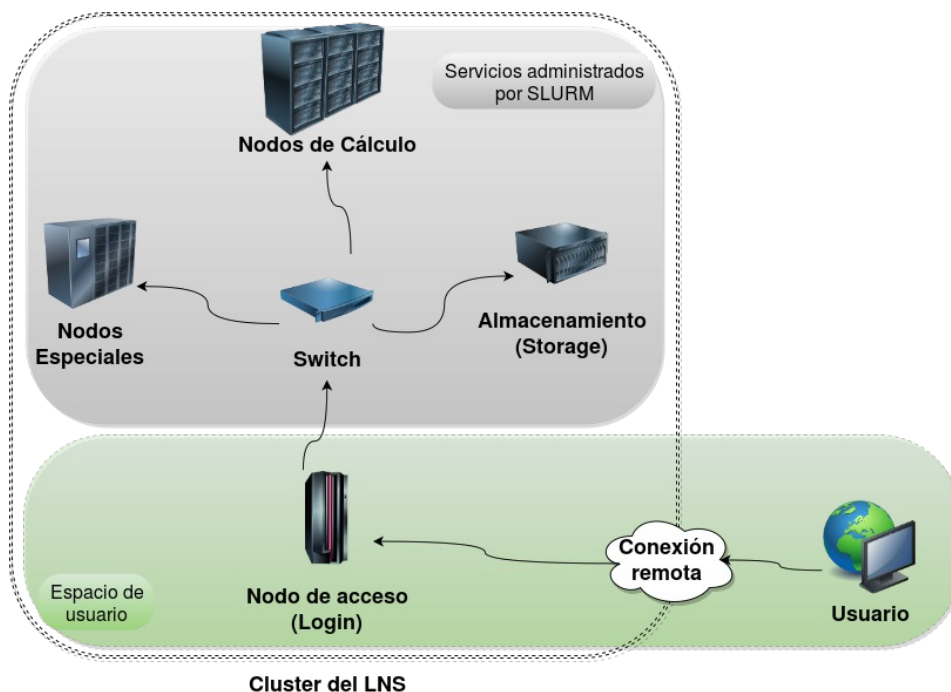 Servicios administrados
por SLURM
Nodos de Cálculo
Nodos
Especiales
Switch
Almacenamiento
(Storage)
Conexión
remota
Espacio de
usuario
Nodo de acceso
(Login)
Usuario
Cluster del LNS